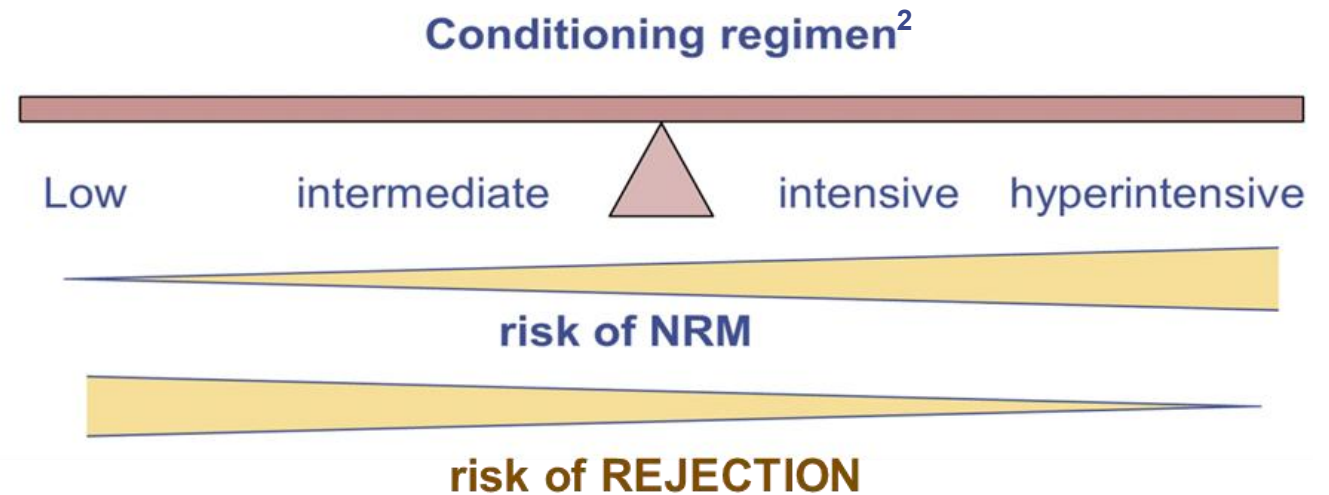 Conditioning regimen²
Low intermediate intensive hyperintensive
risk of NRM
risk of REJECTION